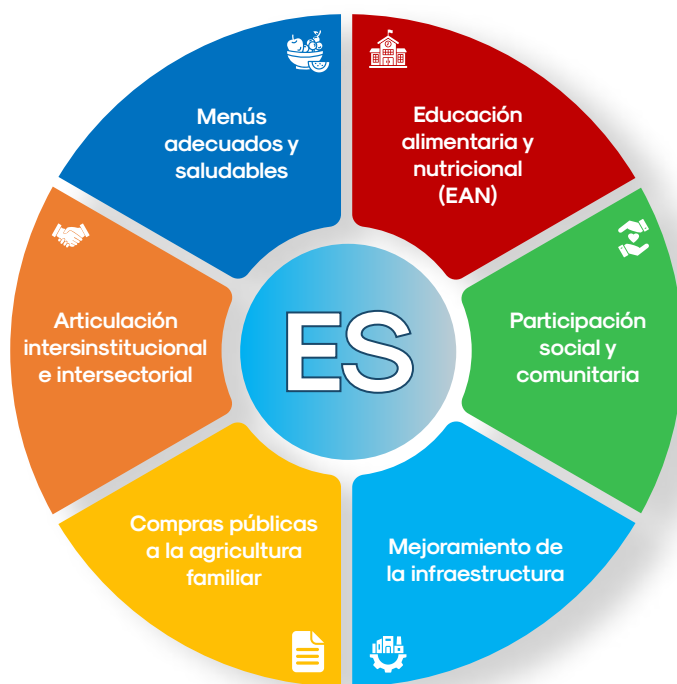 Menús
adecuados y
saludables
Educación
alimentaria y
nutricional
(EAN)
Articulación
intersinstitucional
e intersectorial
ES
Participación
social y
comunitaria
Compras públicas
a la agricultura
familiar
Mejoramiento de
la infraestructura